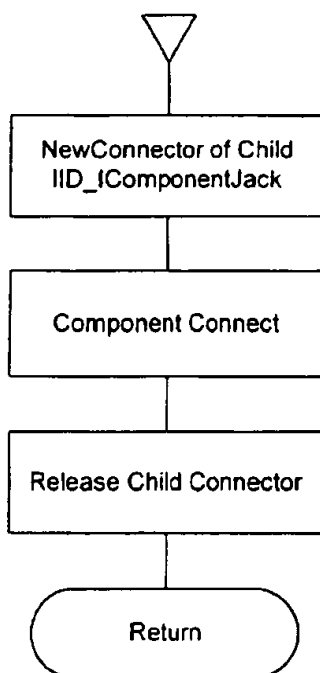 NewConnector of Child
IID_IComponentJack
Component Connect
Release Child Connector
Return